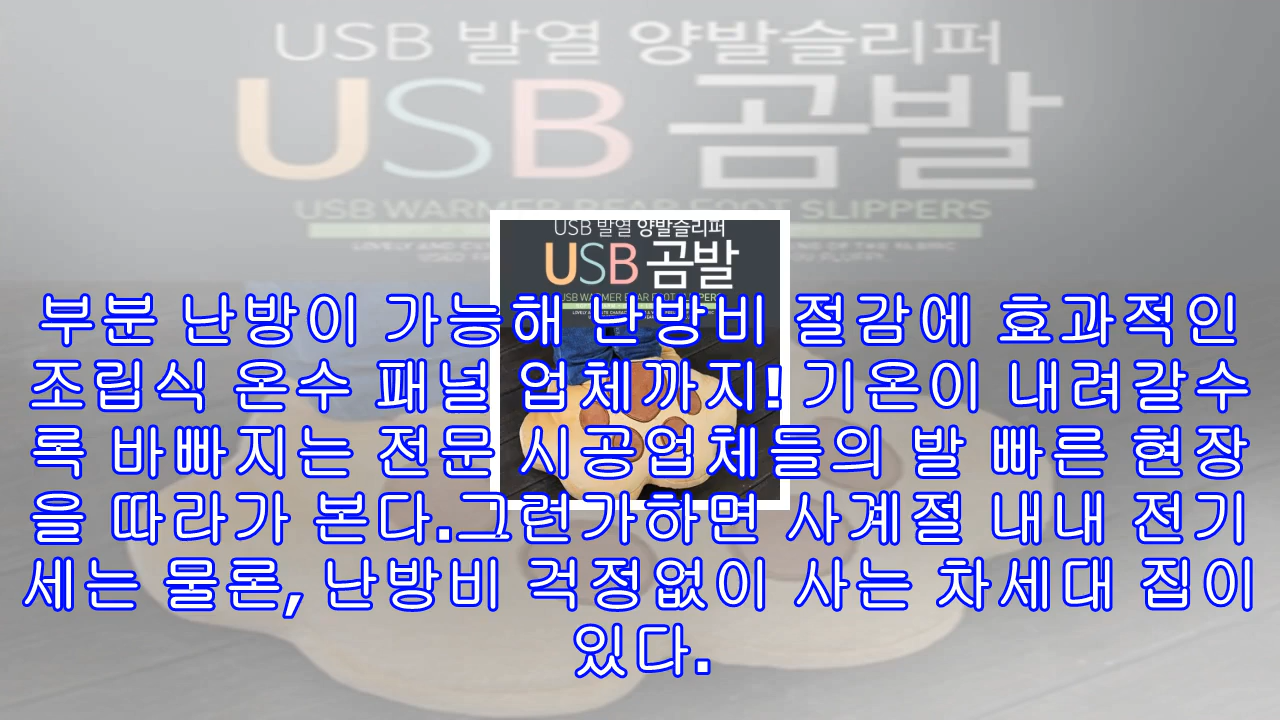 USB 발열 양발슬리퍼
USB 곰발
USB WARMER BEAR FOOT SLIPPERS
USB 발열 양발슬리퍼
USB 곰발
USB WARMER BEAR FOOT SLIPPERS
부분 난방이 가능해 난방비 절감에 효과적인
조립식 온수 패널 업체까지! 기온이 내려갈수
록 바빠지는 전문 시공업체들의 발 빠른 현장
을 따라가 본다.그런가하면 사계절 내내 전기
세는 물론, 난방비 걱정없이 사는 차세대 집이
있다.